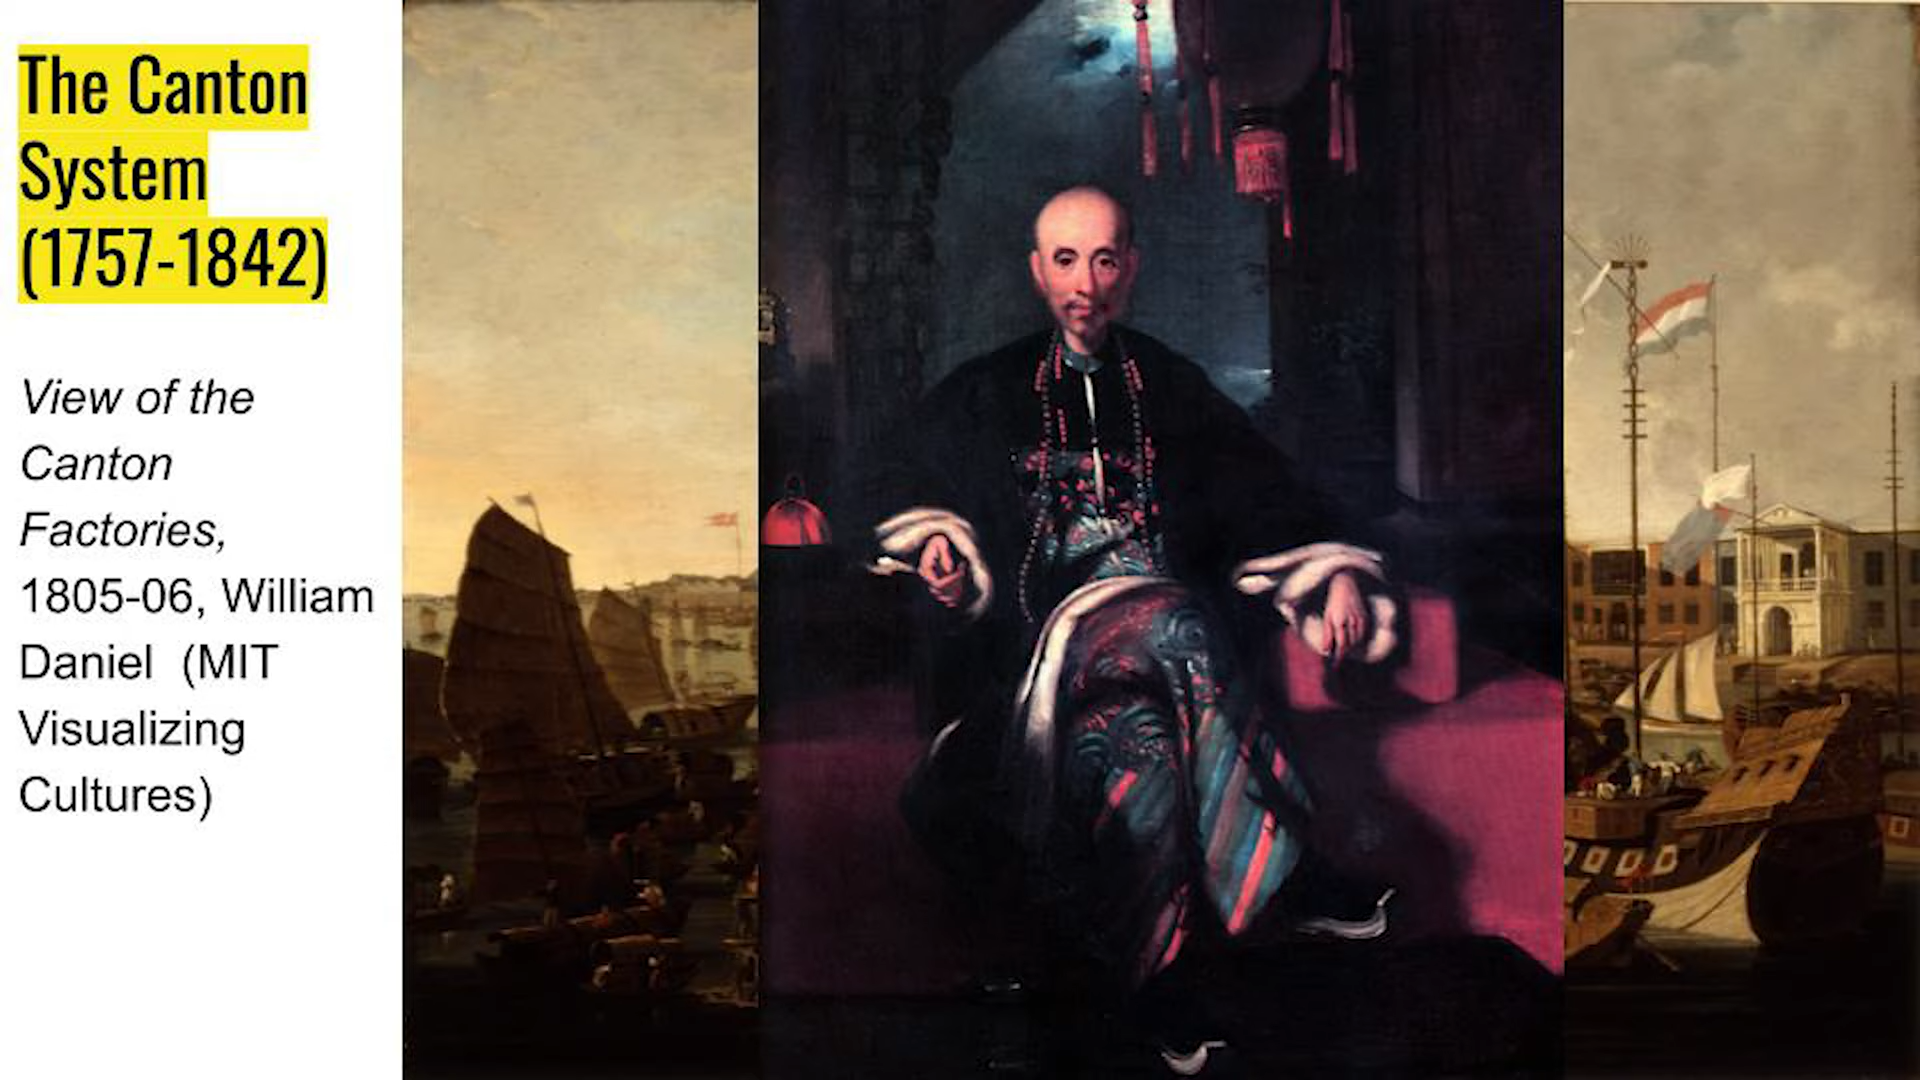 The Canton
System
(1757-1842)
View of the
Canton
Factories,
1805-06, William
Daniel (MIT
Visualizing
Cultures)